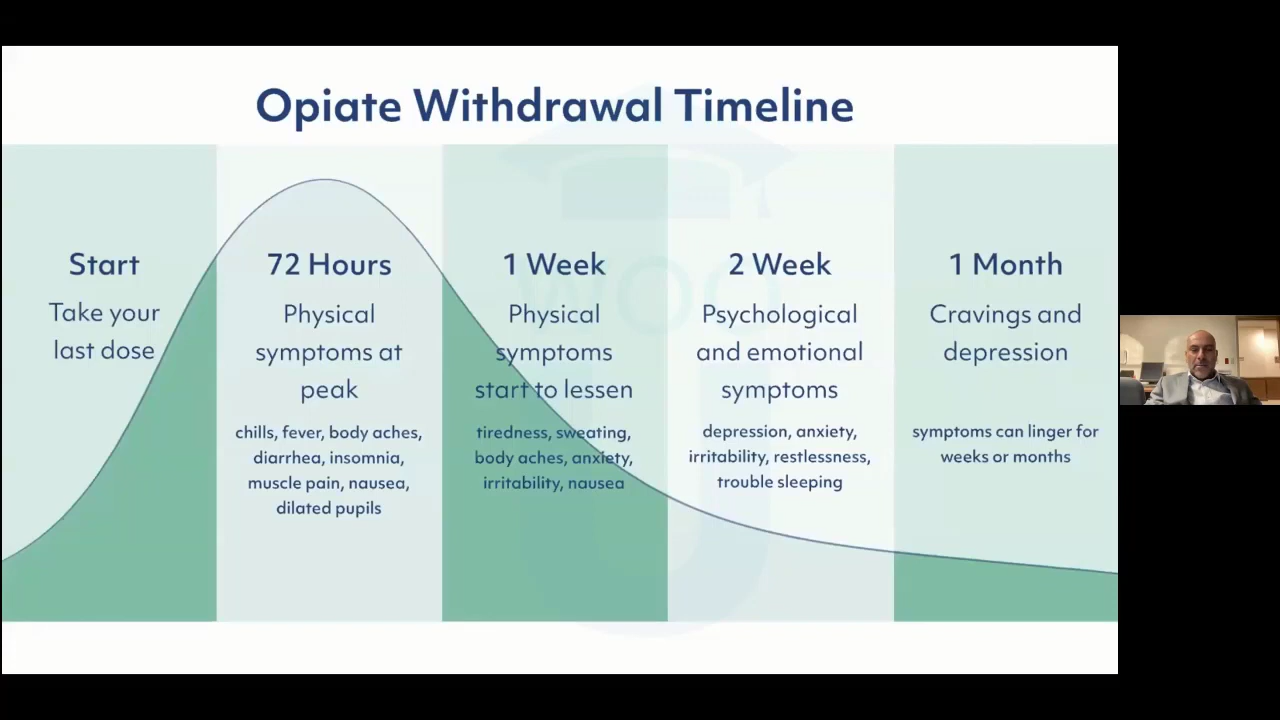 Opiate Withdrawal Timeline
Start
Take your
last dose
72 Hours
Physical
symptoms at
peak
chills, fever, body aches,
diarrhea, insomnia,
muscle pain, nausea,
dilated pupils
1 Week
Physical
symptoms
start to lessen
tiredness, sweating,
body aches, anxiety,
irritability, nausea
2 Week
Psychological
and emotional
symptoms
depression, anxiety,
irritability, restlessness,
trouble sleeping
1 Month
Cravings and
depression
symptoms can linger for
weeks or months